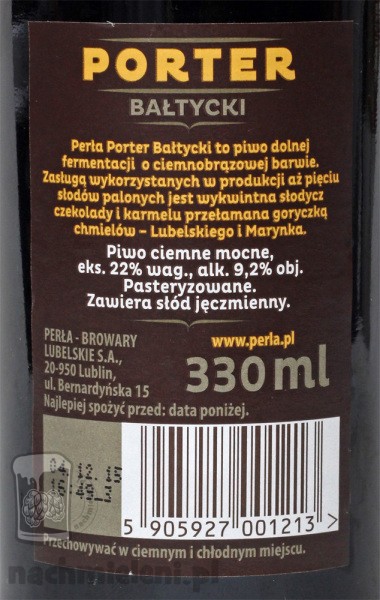 PORTER
BAŁTYCKI
Perła Porter Bałtycki to piwo dolnej
fermentacji o ciemnobrązowej barwie.
Zasługą wykorzystanych w produkcji aż pięciu
słodów palonych jest wykwintna słodycz
czekolady i karmelu przełamana goryczką
chmielów – Lubelskiego i Marynka.
Piwo ciemne mocne,
eks. 22% wag., alk. 9,2% obj.
Pasteryzowane.
Zawiera słód jęczmienny.
PERŁA - BROWARY
LUBELSKIE S.A.,
20-950 Lublin,
ul. Bernardyńska 15
www.perla.pl
330 ml
Najlepiej spożyć przed: data poniżej.
5 905927 001213 >
Przechowywać w ciemnym i chłodnym miejscu.
nachmieleni.pl